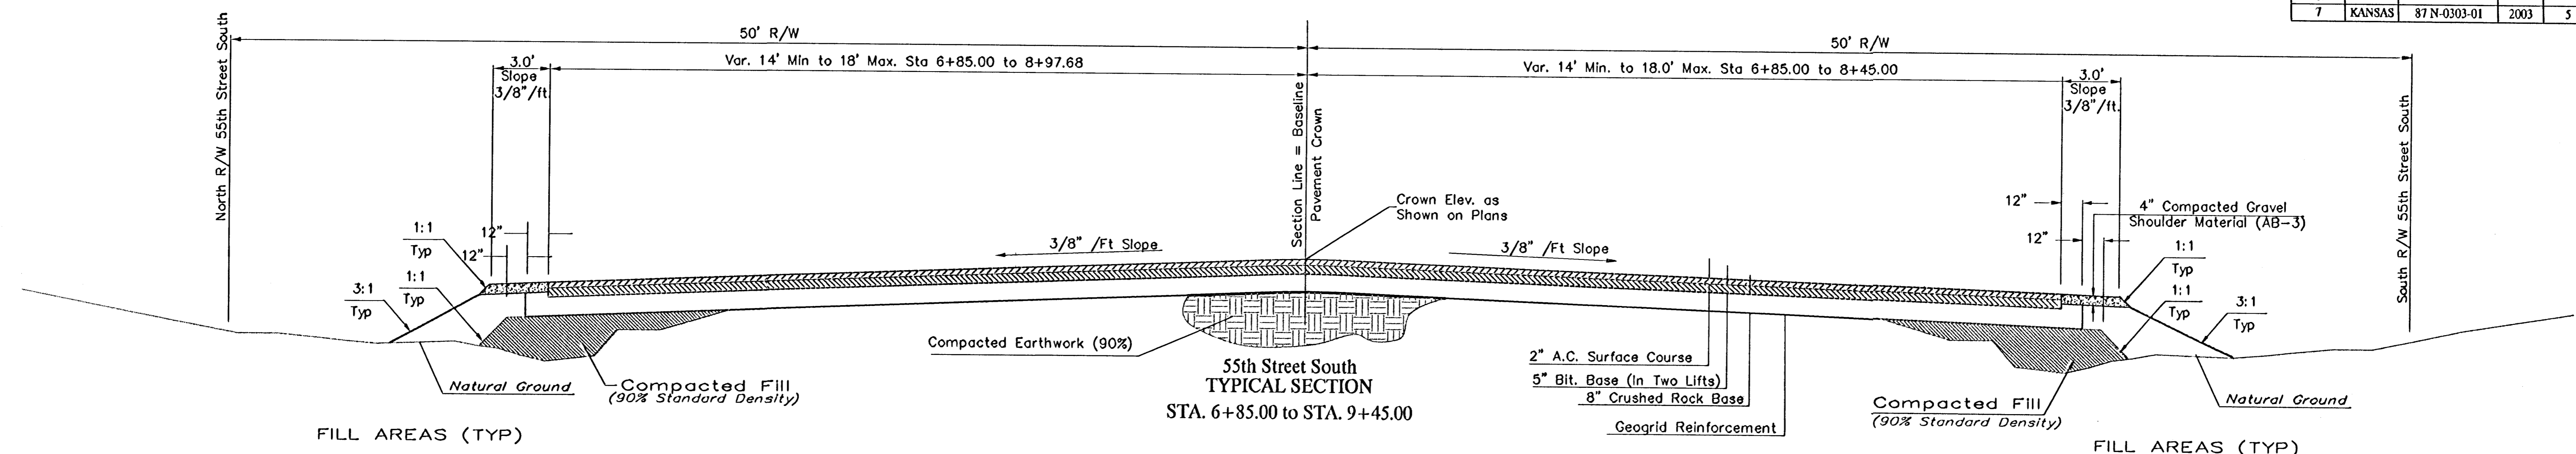 7 KANSAS 87 N-0303-01 2003 5
50' R/W
50' R/W
North R/W 55th Street South
3.0'
Slope
3/8"/ft.
Var. 14' Min to 18' Max. Sta 6+85.00 to 8+97.68
Section Line = Baseline
Pavement Crown
Var. 14' Min. to 18.0' Max. Sta 6+85.00 to 8+45.00
3.0'
Slope
3/8"/ft.
South R/W 55th Street South
Crown Elev. as
Shown on Plans
12"
12"
4" Compacted Gravel
Shoulder Material (AB-3)
1:1
Typ
12"
12"
3/8" /Ft Slope
3/8" /Ft Slope
1:1
Typ
3:1
Typ
1:1
Typ
1:1
Typ
3:1
Typ
Compacted Earthwork (90%)
2" A.C. Surface Course
5" Bit. Base (In Two Lifts)
8" Crushed Rock Base
Geogrid Reinforcement
55th Street South
TYPICAL SECTION
STA. 6+85.00 to STA. 9+45.00
Natural Ground
Compacted Fill
(90% Standard Density)
Compacted Fill
(90% Standard Density)
Natural Ground
FILL AREAS (TYP)
FILL AREAS (TYP)